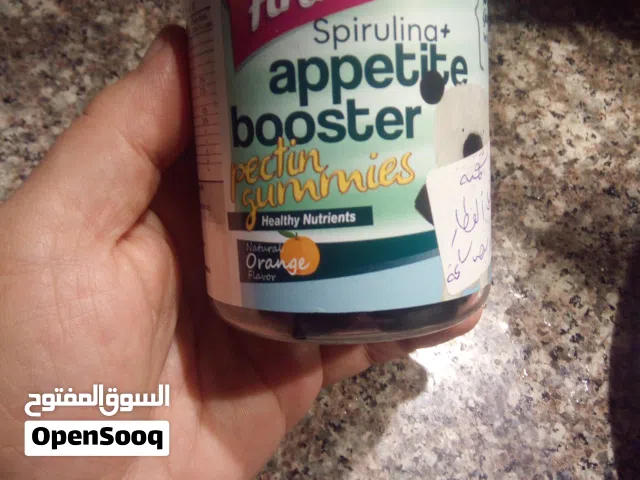 Spirulina+
appetite
booster
pectin
gummies
Healthy Nutrients
Natural
Orange
Flavor
السوق المفتوح
OpenSooq